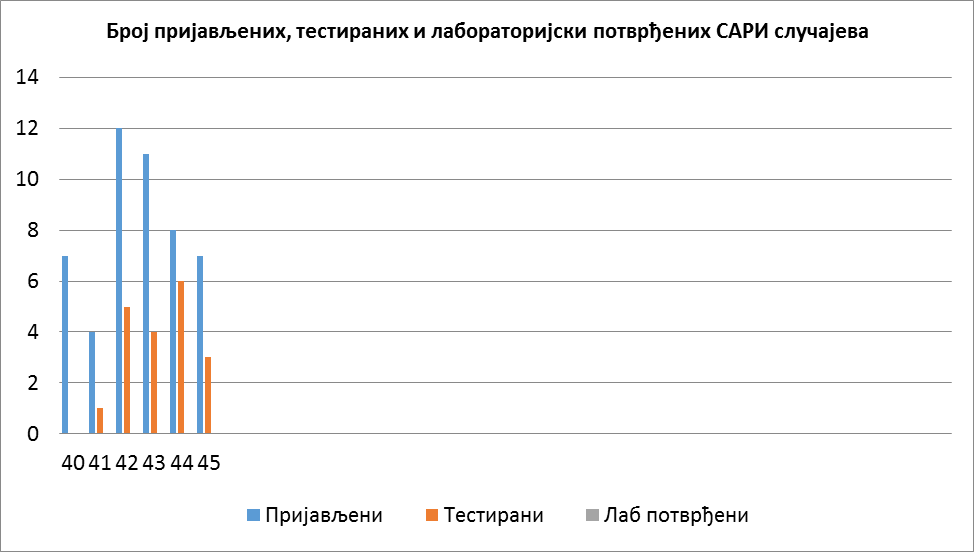 Број пријављених, тестираних и лабораторијски потврђених САРИ случајева
14
12
10
8
6
4
2
0
40 41 42 43 44 45
Пријављени Тестирани Лаб потврђени